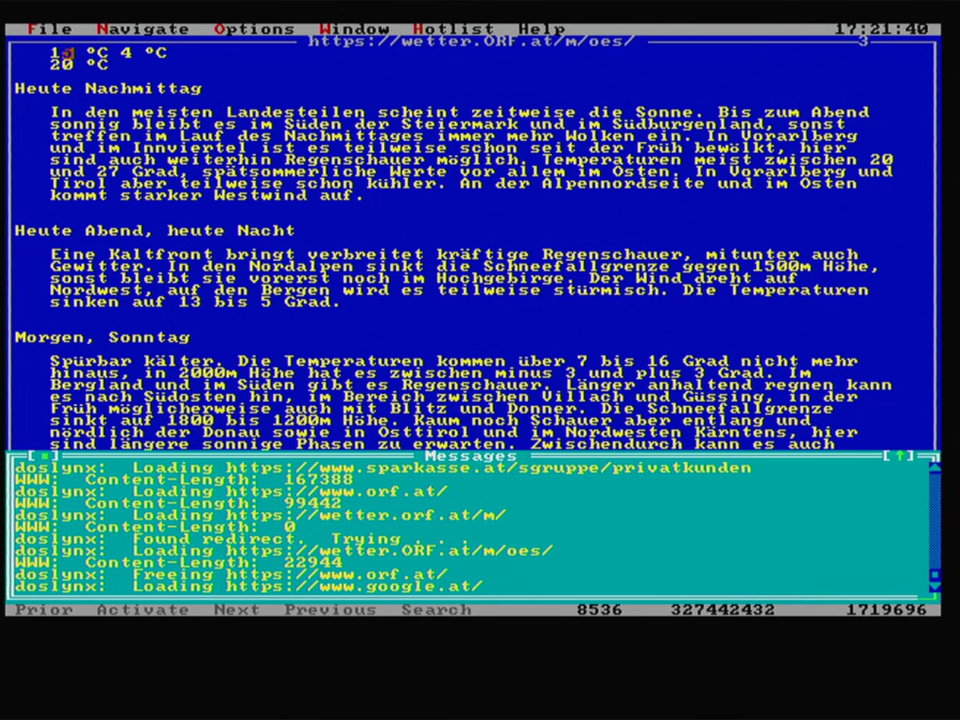 File Navigate Options Window Hotlist Help 17:21:40
https://wetter.ORF.at/m/oes/ 3
°C 4 °C
20 °C
Heute Nachmittag
In den meisten Landesteilen scheint zeitweise die Sonne. Bis zum Abend
sonnig bleibt es im Süden der Steiermark und im Südburgenland, sonst
treffen im Lauf des Nachmittages immer mehr Wolken ein. In Vorarlberg
und im Innviertel ist es teilweise schon seit der Früh bewölkt, hier
sind auch weiterhin Regenschauer möglich. Temperaturen meist zwischen 20
und 27 Grad, spätsommerliche Werte vor allem im Osten. In Vorarlberg und
Tirol aber teilweise schon kühler. An der Alpennordseite und im Osten
kommt starker Westwind auf.
Heute Abend, heute Nacht
Eine Kaltfront bringt verbreitet kräftige Regenschauer, mitunter auch
Gewitter. In den Nordalpen sinkt die Schneefallgrenze gegen 1500m Höhe,
sonst bleibt sie vorerst noch im Hochgebirge. Der Wind dreht auf
Nordwest, auf den Bergen wird es teilweise stürmisch. Die Temperaturen
sinken auf 13 bis 5 Grad.
Morgen, Sonntag
Spürbar kälter. Die Temperaturen kommen über 7 bis 16 Grad nicht mehr
hinaus, in 2000m Höhe hat es zwischen minus 3 und plus 3 Grad. Im
Bergland und im Süden gibt es Regenschauer. Länger anhaltend regnen kann
es nach Südosten hin, im Bereich zwischen Villach und Güssing, in der
Früh möglicherweise auch mit Blitz und Donner. Die Schneefallgrenze
sinkt auf 1800 bis 1200m Höhe. Kaum noch Schauer aber entlang und
nördlich der Donau sowie in Osttirol und im Nordwesten Kärntens, hier
sind längere sonnige Phasen zu erwarten. Zwischendurch kann es auch
Messages
doslynx: Loading https://www.sparkasse.at/sgruppe/privatkunden
WWW: Content-Length: 167388
doslynx: Loading https://www.orf.at/
WWW: Content-Length: 99442
doslynx: Loading https://wetter.orf.at/m/
WWW: Content-Length: 0
doslynx: Found redirect. Trying . . .
doslynx: Loading https://wetter.ORF.at/m/oes/
WWW: Content-Length: 22944
doslynx: Freeing https://www.orf.at/
doslynx: Loading https://www.google.at/
Prior Activate Next Previous Search 8536 327442432 1719696